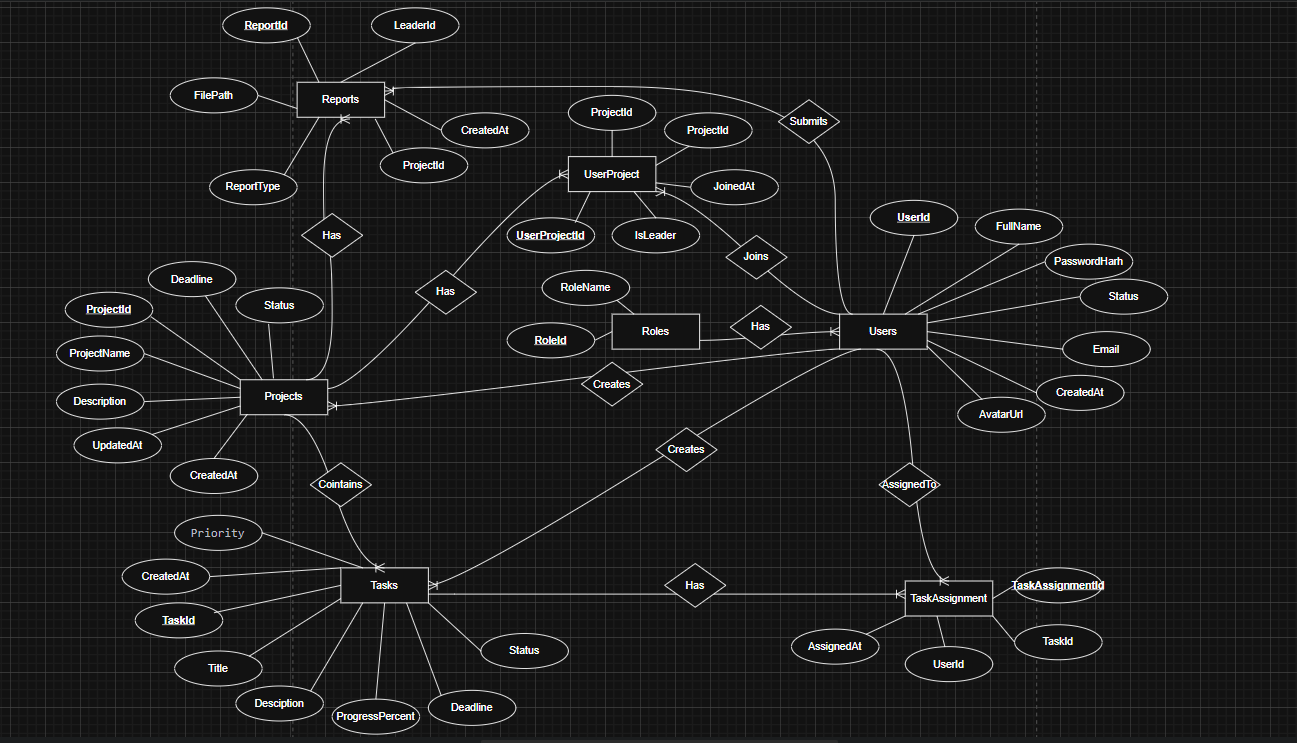 ReportId
LeaderId
FilePath
Reports
CreatedAt
ProjectId
ReportType
Submits
ProjectId
ProjectId
UserProject
JoinedAt
UserProjectId
IsLeader
Has
Joins
UserId
FullName
PasswordHarh
Status
Email
CreatedAt
AvatarUrl
Users
Deadline
Status
ProjectId
ProjectName
Description
UpdatedAt
CreatedAt
Projects
Has
RoleName
RoleId
Roles
Has
Creates
Creates
AssignedTo
Cointains
Priority
CreatedAt
TaskId
Title
Desciption
ProgressPercent
Deadline
Status
Tasks
Has
TaskAssignment
TaskAssignmentId
AssignedAt
UserId
TaskId